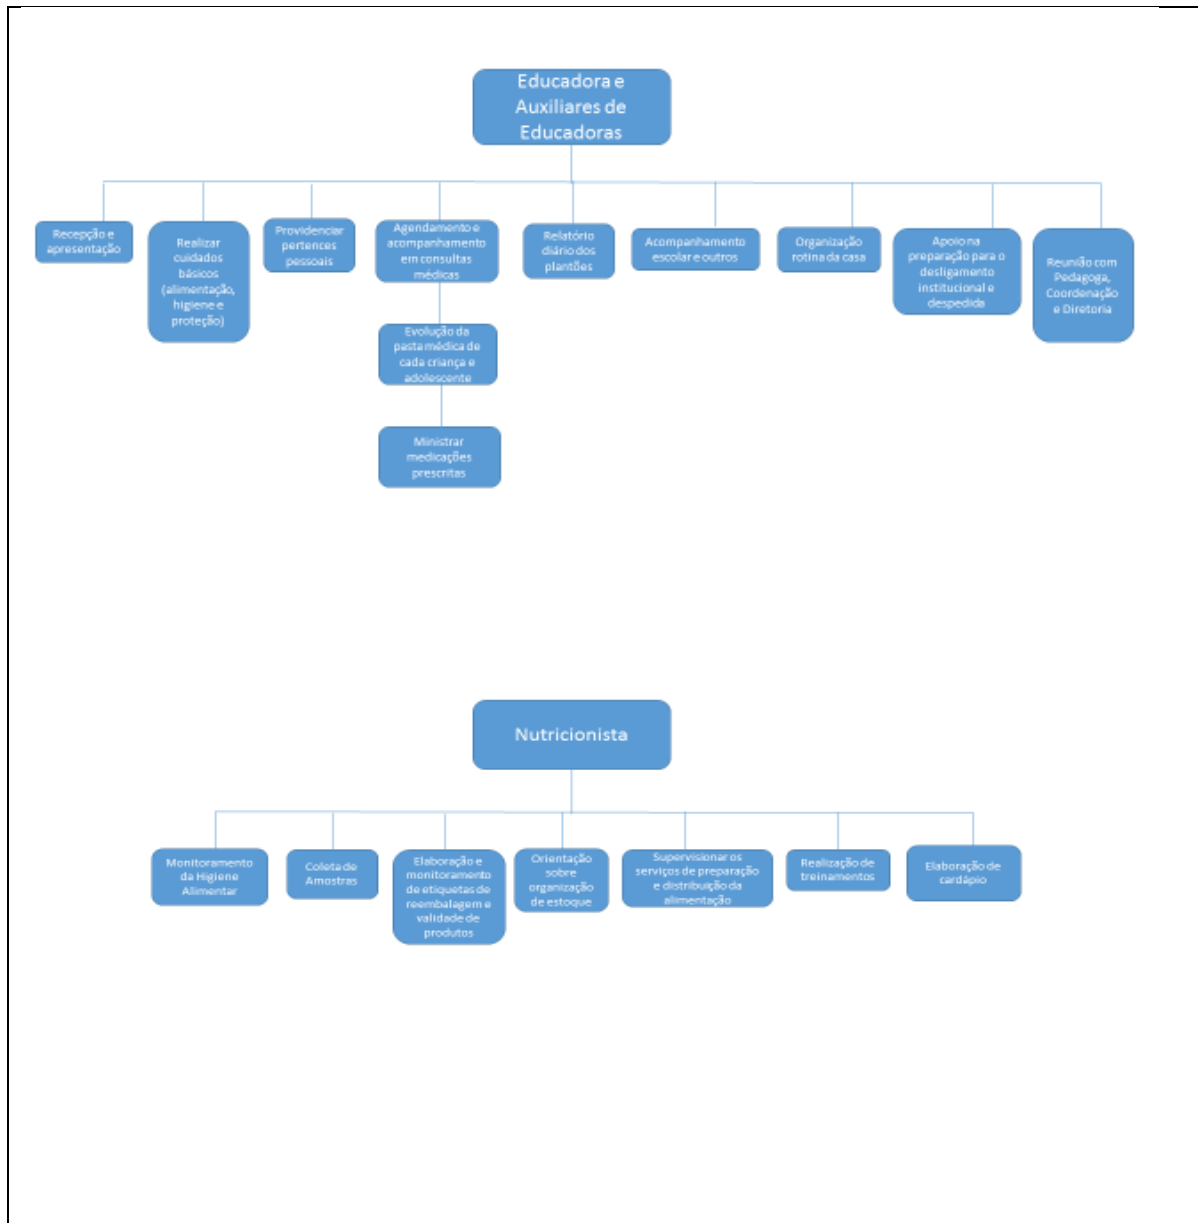 Educadora e
Auxiliares de
Educadoras
Recepção e
apresentação
Realizar
cuidados
básicos
(alimentação,
higiene e
proteção)
Providenciar
pertences
pessoais
Agendamento e
acompanhamento
em consultas
médicas
Evolução da
pasta médica de
cada criança e
adolescente
Ministrar
medicações
prescritas
Relatório
diário dos
plantões
Acompanhamento
escolar e outros
Organização
rotina da casa
Apoio na
preparação para o
desligamento
institucional e
despedida
Reunião com
Pedagoga,
Coordenação
e Diretoria
Nutricionista
Monitoramento
da Higiene
Alimentar
Coleta de
Amostras
Elaboração e
monitoramento
de etiquetas de
reembalagem e
validade de
produtos
Orientação
sobre
organização
de estoque
Supervisionar os
serviços de preparação
e distribuição da
alimentação
Realização de
treinamentos
Elaboração de
cardápio